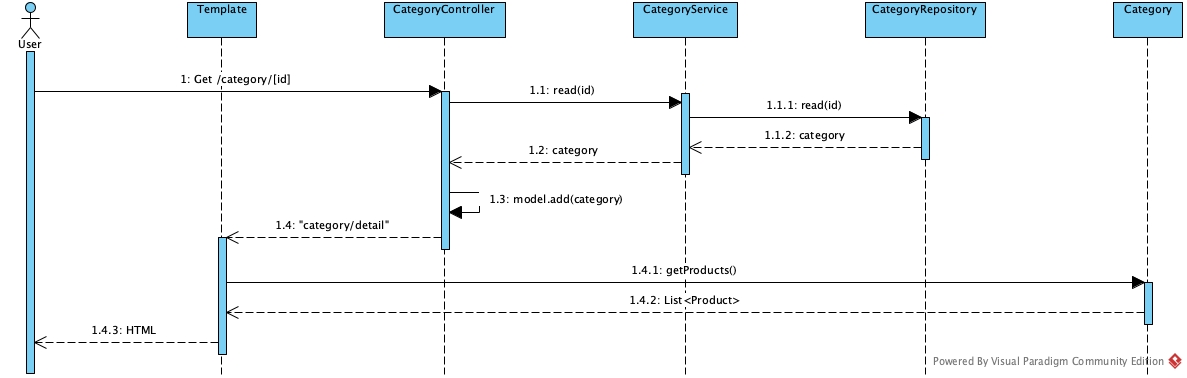 Template
CategoryController
CategoryService
CategoryRepository
Category
User
1: Get /category/[id]
1.1: read(id)
1.1.1: read(id)
1.1.2: category
1.2: category
1.3: model.add(category)
1.4: "category/detail"
1.4.1: getProducts()
1.4.2: List<Product>
1.4.3: HTML
Powered By Visual Paradigm Community Edition